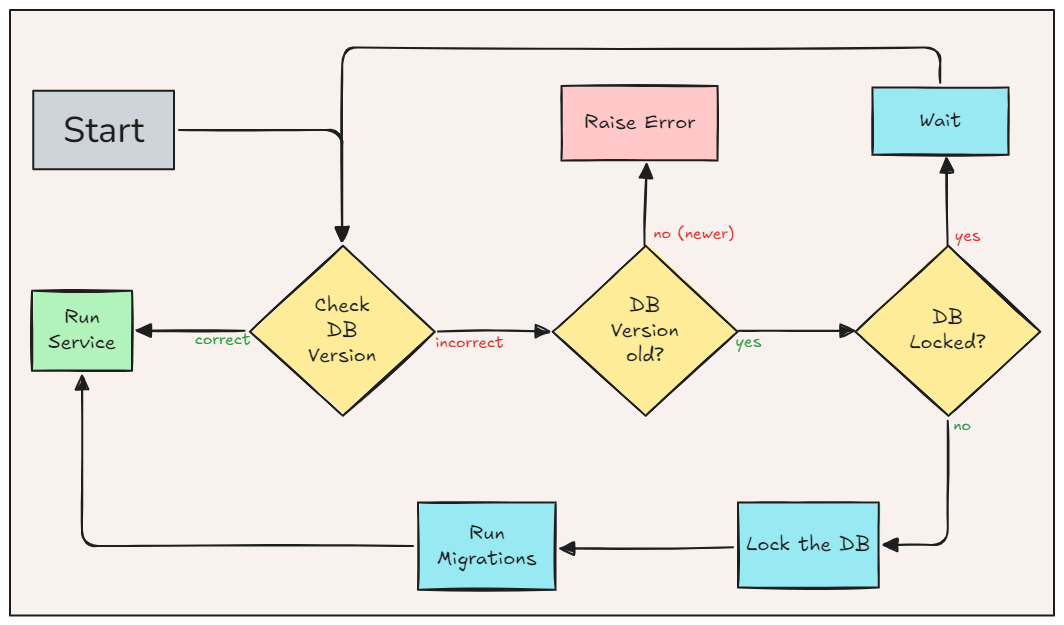 Start
Raise Error
Wait
no (newer)
yes
Check
DB
Version
DB
Version
old?
DB
Locked?
Run
Service
correct
incorrect
yes
no
Run
Migrations
Lock the DB